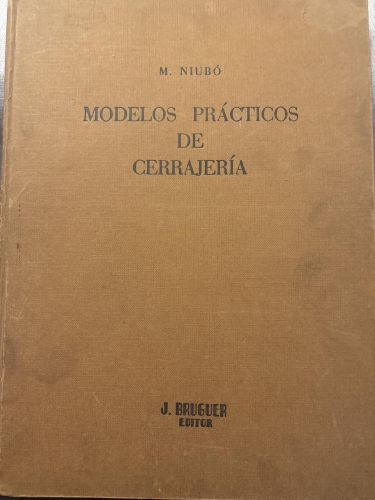 M. NIUBÓ
MODELOS PRÁCTICOS
DE
CERRAJERÍA
J. BRUGUER
EDITOR